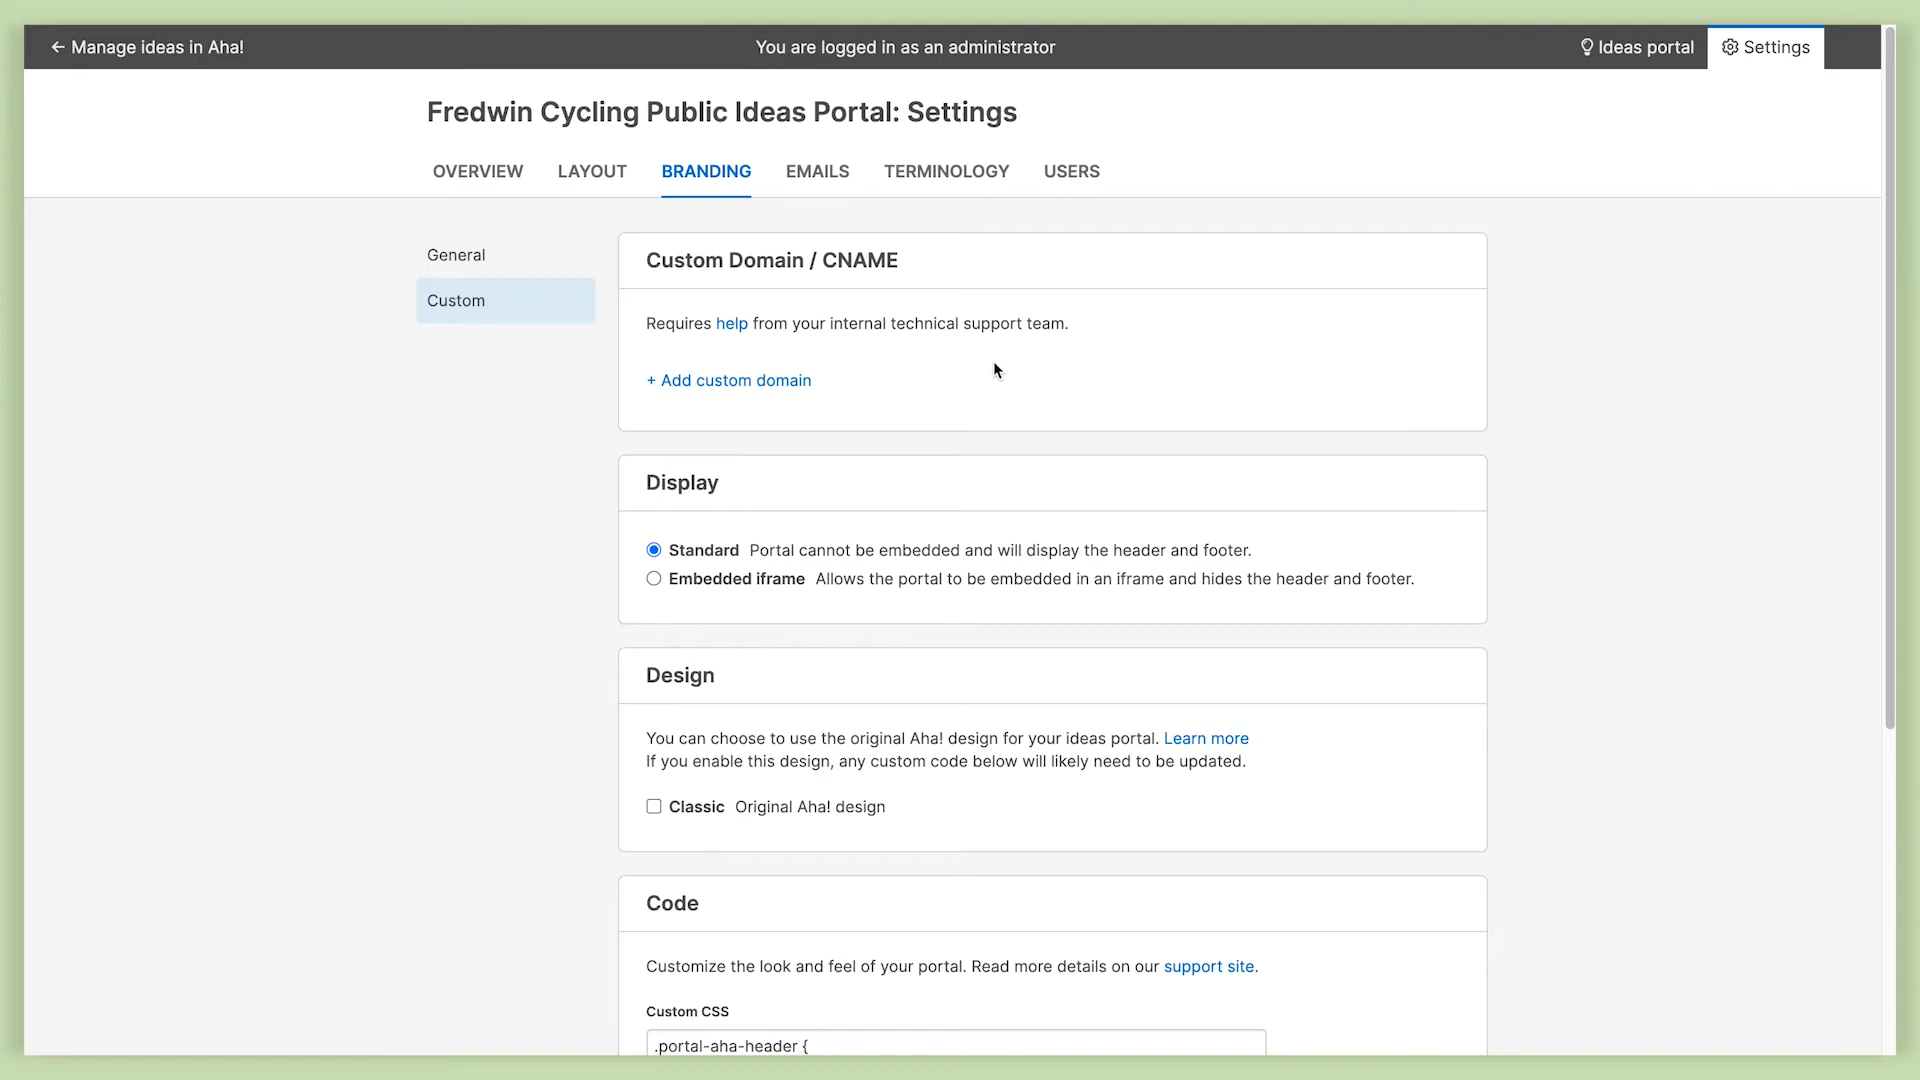 ← Manage ideas in Aha!
You are logged in as an administrator
Ideas portal
Settings
Fredwin Cycling Public Ideas Portal: Settings
OVERVIEW LAYOUT BRANDING EMAILS TERMINOLOGY USERS
General
Custom
Custom Domain / CNAME
Requires help from your internal technical support team.
+ Add custom domain
Display
Standard Portal cannot be embedded and will display the header and footer.
Embedded iframe Allows the portal to be embedded in an iframe and hides the header and footer.
Design
You can choose to use the original Aha! design for your ideas portal. Learn more
If you enable this design, any custom code below will likely need to be updated.
Classic Original Aha! design
Code
Customize the look and feel of your portal. Read more details on our support site.
Custom CSS
.portal-aha-header {